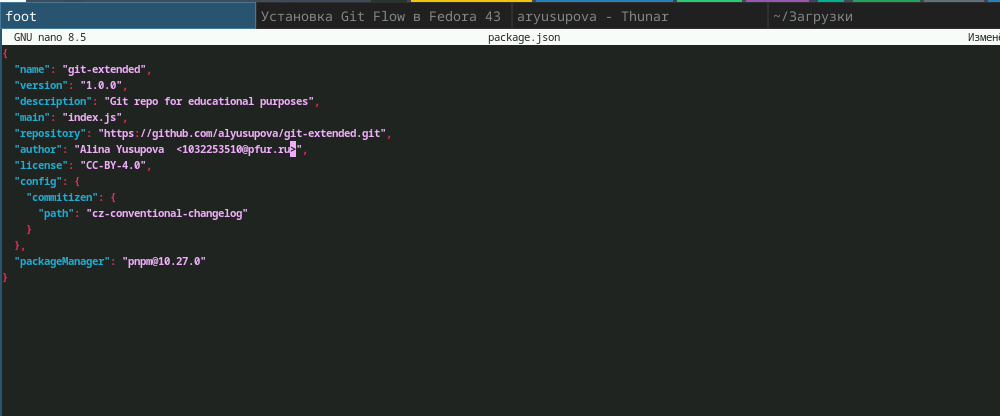 foot Установка Git Flow в Fedora 43 aryusupova - Thunar ~/Загрузки
GNU nano 8.5 package.json
{
"name": "git-extended",
"version": "1.0.0",
"description": "Git repo for educational purposes",
"main": "index.js",
"repository": "https://github.com/alyusupova/git-extended.git",
"author": "Alina Yusupova  <1032253510@pfur.ru>",
"license": "CC-BY-4.0",
"config": {
"commitizen": {
"path": "cz-conventional-changelog"
}
},
"packageManager": "pnpm@10.27.0"
}